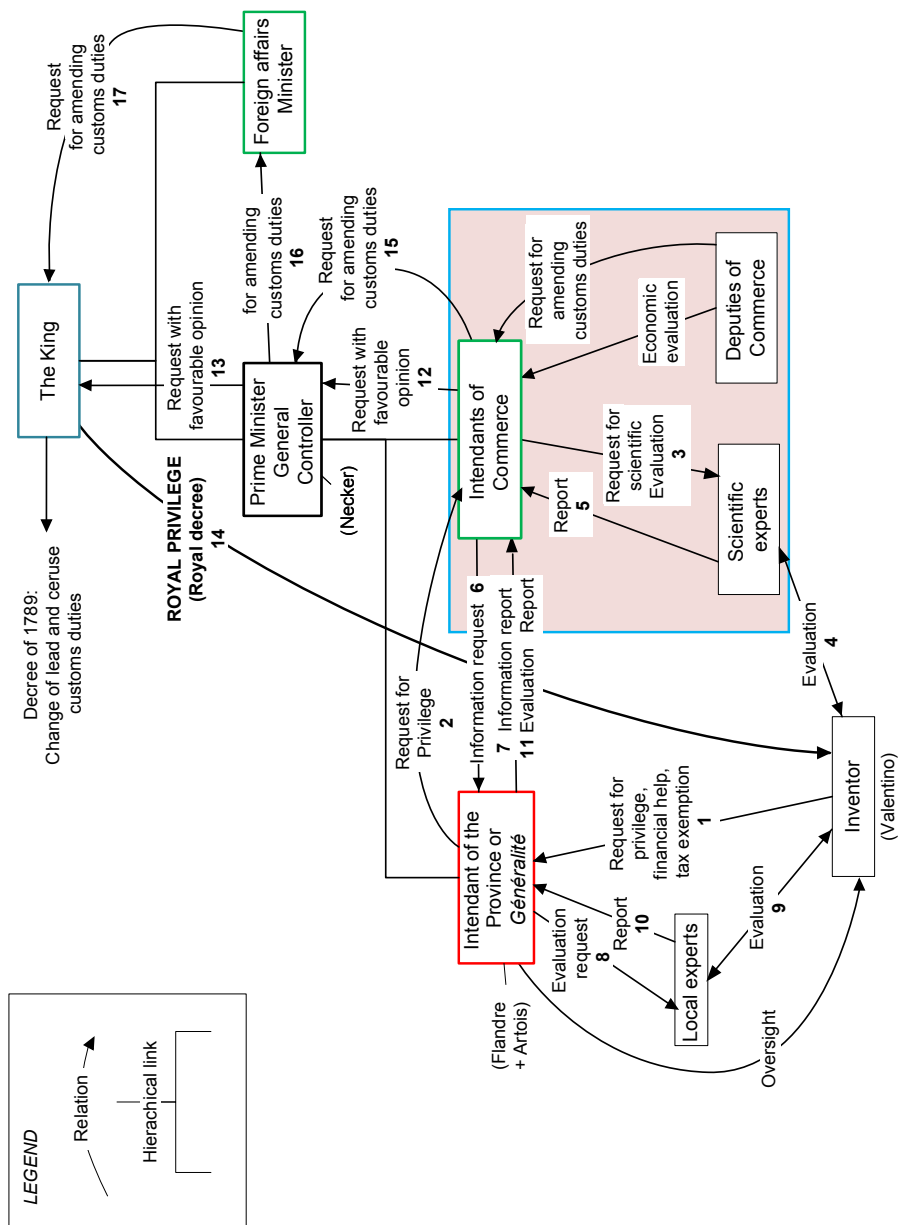 LEGEND
Relation
Hierachical link
The King
Decree of 1789:
Change of lead and ceruse
customs duties
Request
for amending
customs duties
17
Foreign affairs
Minister
Request with
favourable opinion
13
for amending
customs duties
16
ROYAL PRIVILEGE
(Royal decree)
14
Prime Minister
General
Controller
(Necker)
Request
for amending
customs duties
15
Request with
favourable
opinion
12
Request for
Privilege
2
Intendant of the
Province or
Généralité
(Flandre
+ Artois)
Information request 6
7 Information report
11 Evaluation Report
Intendants of
Commerce
Request for
amending
customs duties
Economic
evaluation
Request for
scientific
Evaluation
3
Report
5
Scientific
experts
Deputies of
Commerce
Evaluation
request
8
Report
10
Request for
privilege,
financial help,
tax exemption
1
Local experts
Evaluation
9
Evaluation
4
Oversight
Inventor
(Valentino)